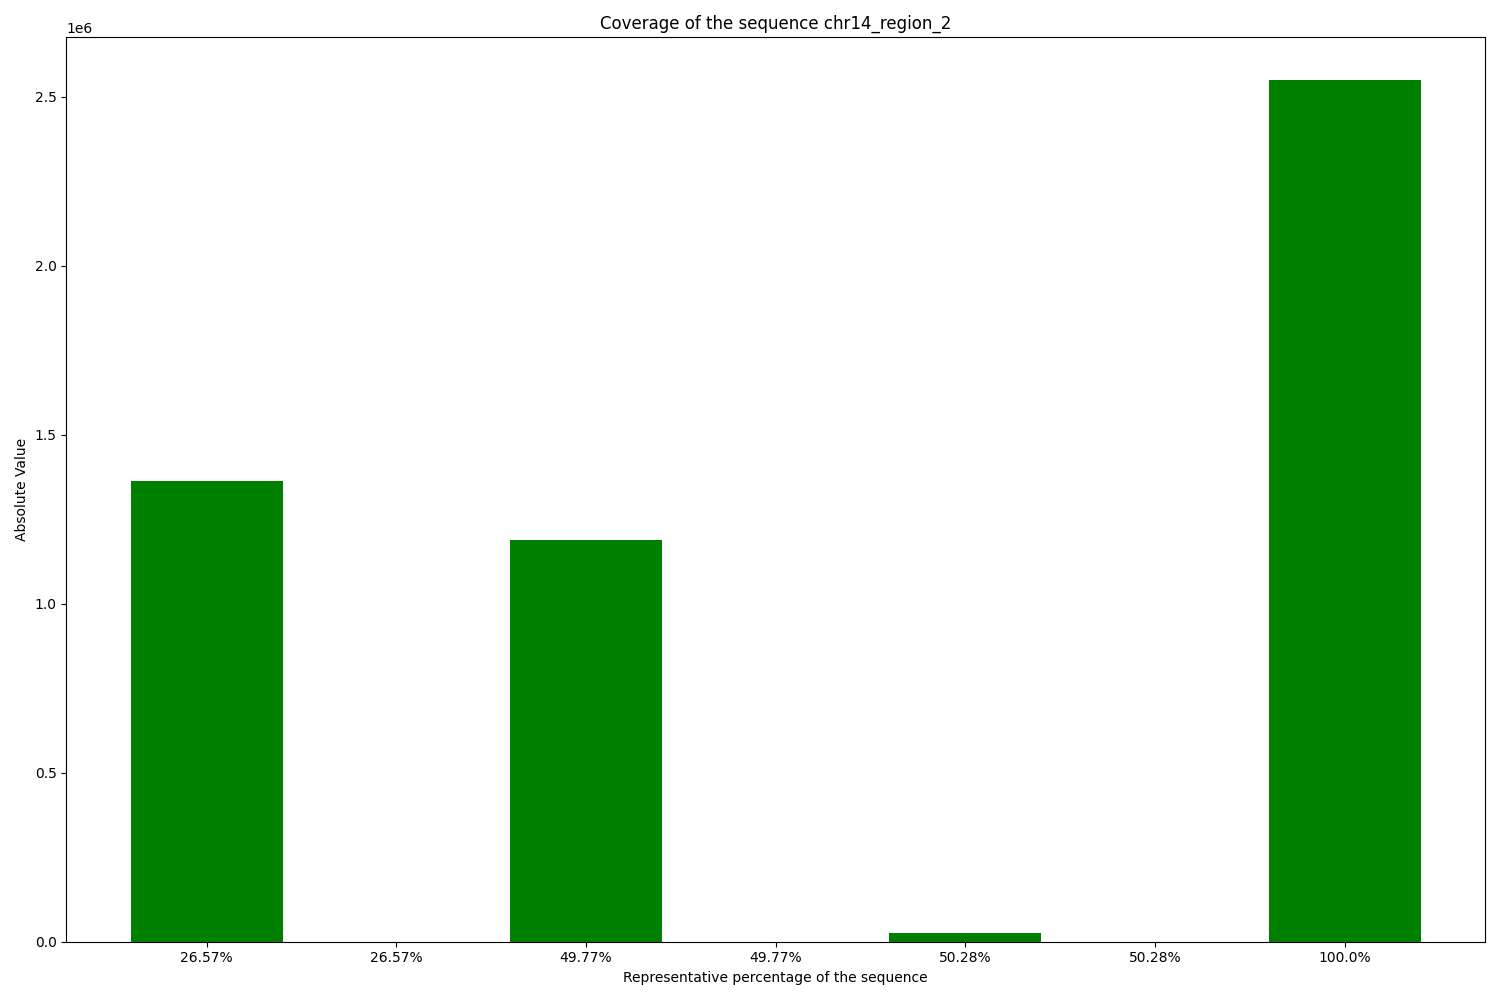 Coverage of the sequence chr14_region_2
1e6
2.5
2.0
1.5
1.0
0.5
0.0
Absolute Value
26.57% 26.57% 49.77% 49.77% 50.28% 50.28% 100.0%
Representative percentage of the sequence